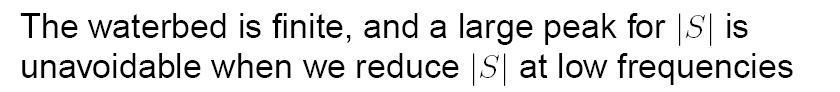 The waterbed is finite, and a large peak for |S| is
unavoidable when we reduce |S| at low frequencies